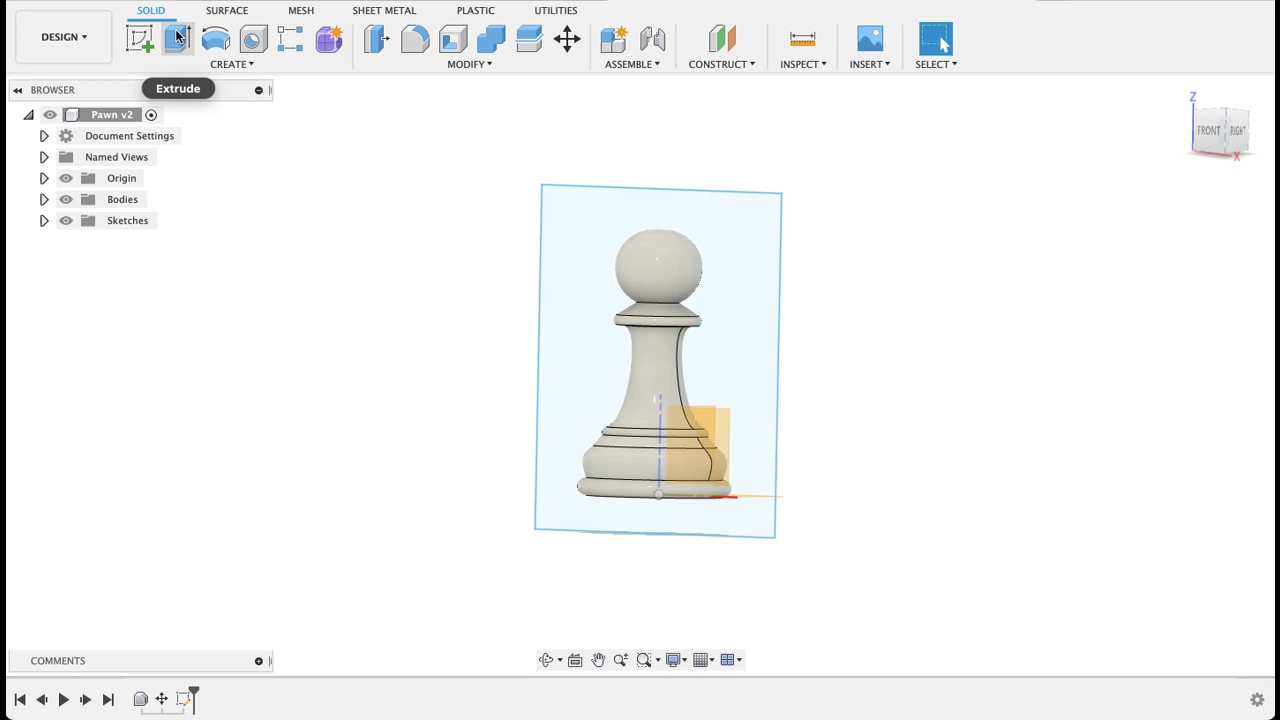 SOLID SURFACE MESH SHEET METAL PLASTIC UTILITIES
DESIGN
CREATE MODIFY ASSEMBLE CONSTRUCT INSPECT INSERT SELECT
Extrude
BROWSER
Pawn v2
Document Settings
Named Views
Origin
Bodies
Sketches
Z
FRONT RIGHT
X
COMMENTS